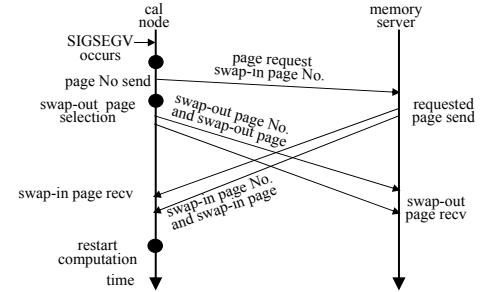 cal
node
memory
server
SIGSEGV
occurs
page request
swap-in page No.
page No send
swap-out page
selection
swap-out page No.
and swap-out page
requested
page send
swap-in page recv
swap-in page No.
and swap-in page
swap-out
page recv
restart
computation
time